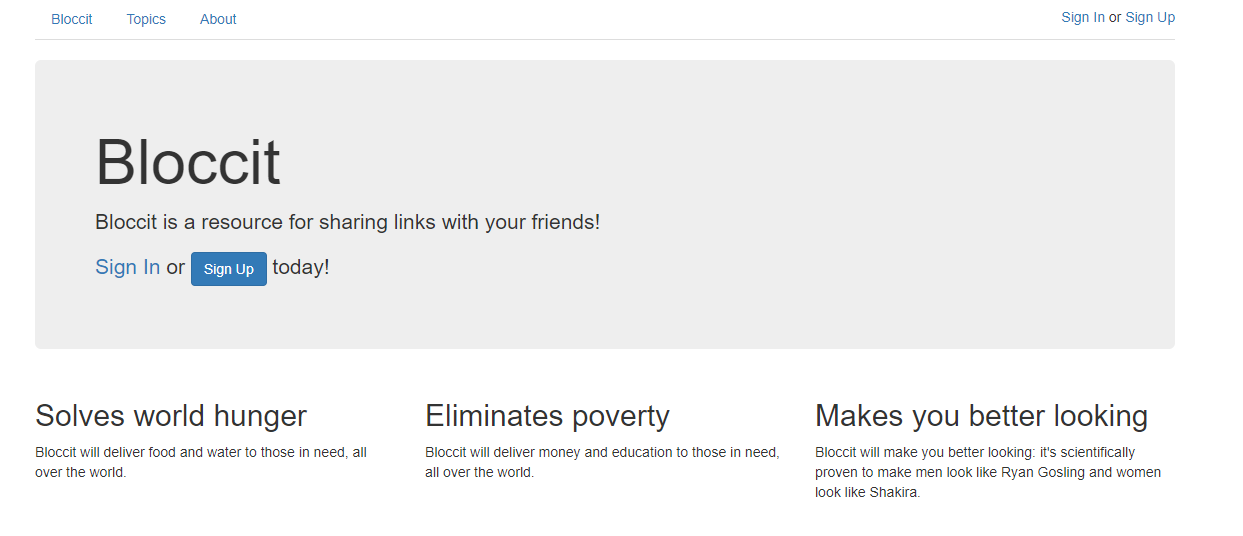 Bloccit Topics About Sign In or Sign Up
Bloccit
Bloccit is a resource for sharing links with your friends!
Sign In or Sign Up today!
Solves world hunger
Bloccit will deliver food and water to those in need, all
over the world.
Eliminates poverty
Bloccit will deliver money and education to those in need,
all over the world.
Makes you better looking
Bloccit will make you better looking: it's scientifically
proven to make men look like Ryan Gosling and women
look like Shakira.